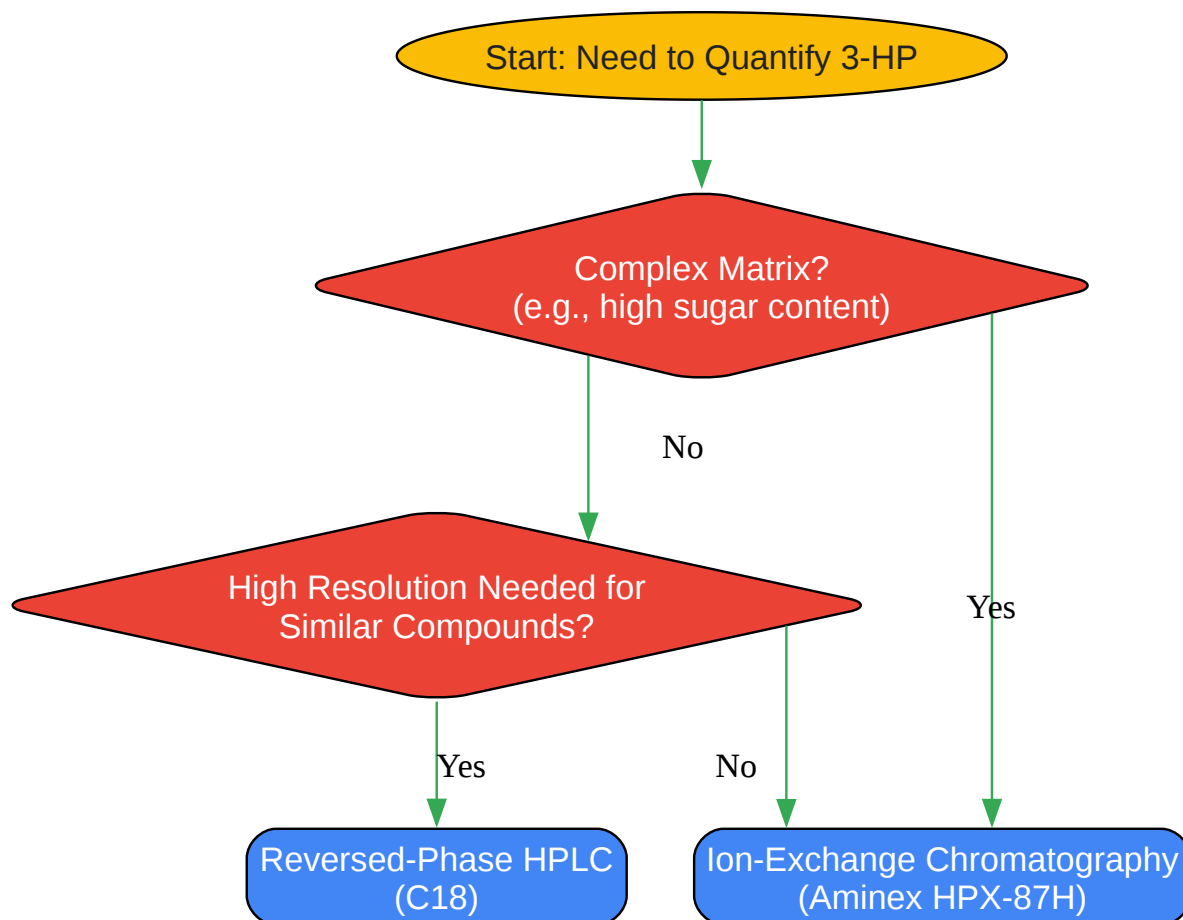 Start: Need to Quantify 3-HP
Complex Matrix?
(e.g., high sugar content)
No
High Resolution Needed for
Similar Compounds?
Yes
Yes
No
Reversed-Phase HPLC
(C18)
Ion-Exchange Chromatography
(Aminex HPX-87H)